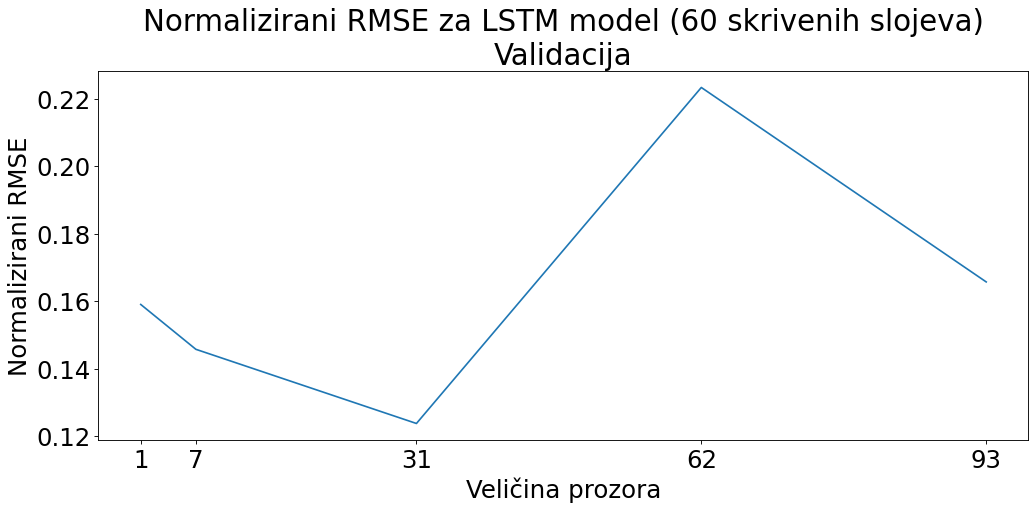 Normalizirani RMSE za LSTM model (60 skrivenih slojeva)
Validacija
Normalizirani RMSE
0.22
0.20
0.18
0.16
0.14
0.12
1 7 31 62 93
Veličina prozora